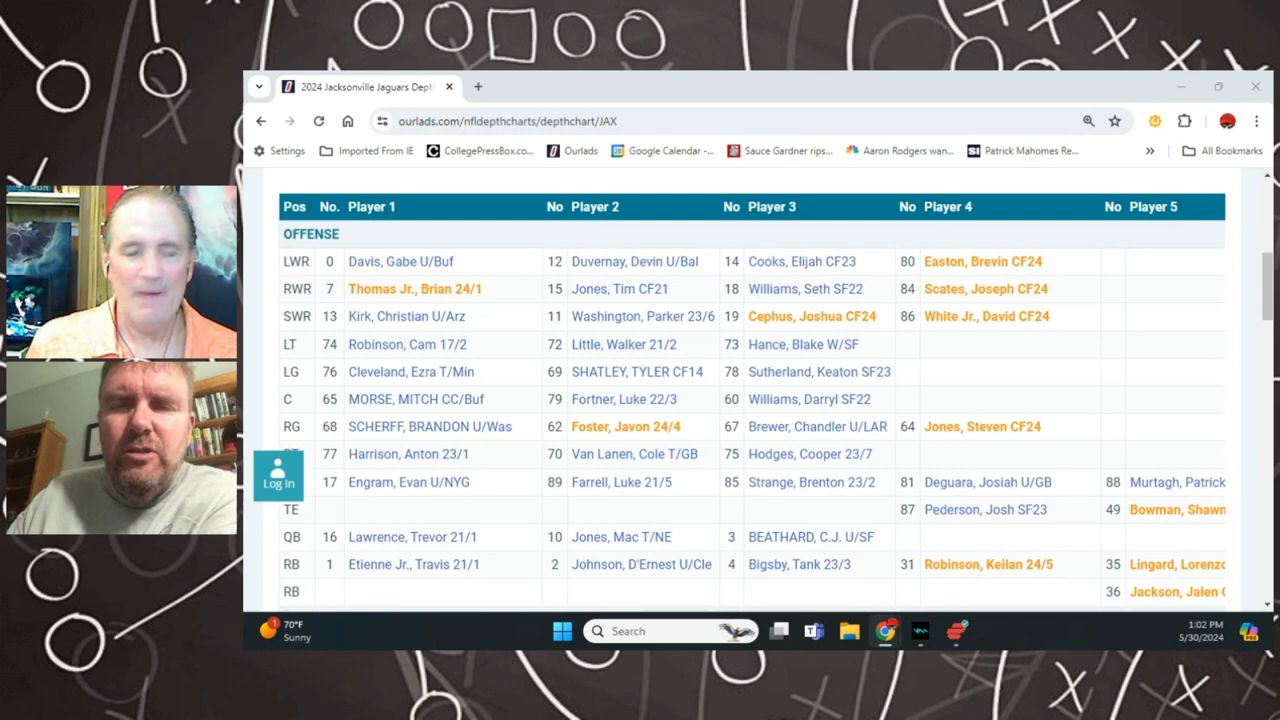 2024 Jacksonville Jaguars Dept
ourlads.com/nfldepthcharts/depthchart/JAX
Settings Imported From IE CollegePressBox.co... Ourlads Google Calendar -... Sauce Gardner rips... Aaron Rodgers wan... Patrick Mahomes Re... » All Bookmarks
Pos No. Player 1 No Player 2 No Player 3 No Player 4 No Player 5
OFFENSE
LWR 0 Davis, Gabe U/Buf 12 Duvernay, Devin U/Bal 14 Cooks, Elijah CF23 80 Easton, Brevin CF24
RWR 7 Thomas Jr., Brian 24/1 15 Jones, Tim CF21 18 Williams, Seth SF22 84 Scates, Joseph CF24
SWR 13 Kirk, Christian U/Arz 11 Washington, Parker 23/6 19 Cephus, Joshua CF24 86 White Jr., David CF24
LT 74 Robinson, Cam 17/2 72 Little, Walker 21/2 73 Hance, Blake W/SF
LG 76 Cleveland, Ezra T/Min 69 SHATLEY, TYLER CF14 78 Sutherland, Keaton SF23
C 65 MORSE, MITCH CC/Buf 79 Fortner, Luke 22/3 60 Williams, Darryl SF22
RG 68 SCHERFF, BRANDON U/Was 62 Foster, Javon 24/4 67 Brewer, Chandler U/LAR 64 Jones, Steven CF24
77 Harrison, Anton 23/1 70 Van Lanen, Cole T/GB 75 Hodges, Cooper 23/7
17 Engram, Evan U/NYG 89 Farrell, Luke 21/5 85 Strange, Brenton 23/2 81 Deguara, Josiah U/GB 88 Murtagh, Patrick
Log In
TE 87 Pederson, Josh SF23 49 Bowman, Shawn
QB 16 Lawrence, Trevor 21/1 10 Jones, Mac T/NE 3 BEATHARD, C.J. U/SF
RB 1 Etienne Jr., Travis 21/1 2 Johnson, D'Ernest U/Cle 4 Bigsby, Tank 23/3 31 Robinson, Keilan 24/5 35 Lingard, Lorenzo
RB 36 Jackson, Jalen
1 70°F
Sunny
Search
1:02 PM
5/30/2024